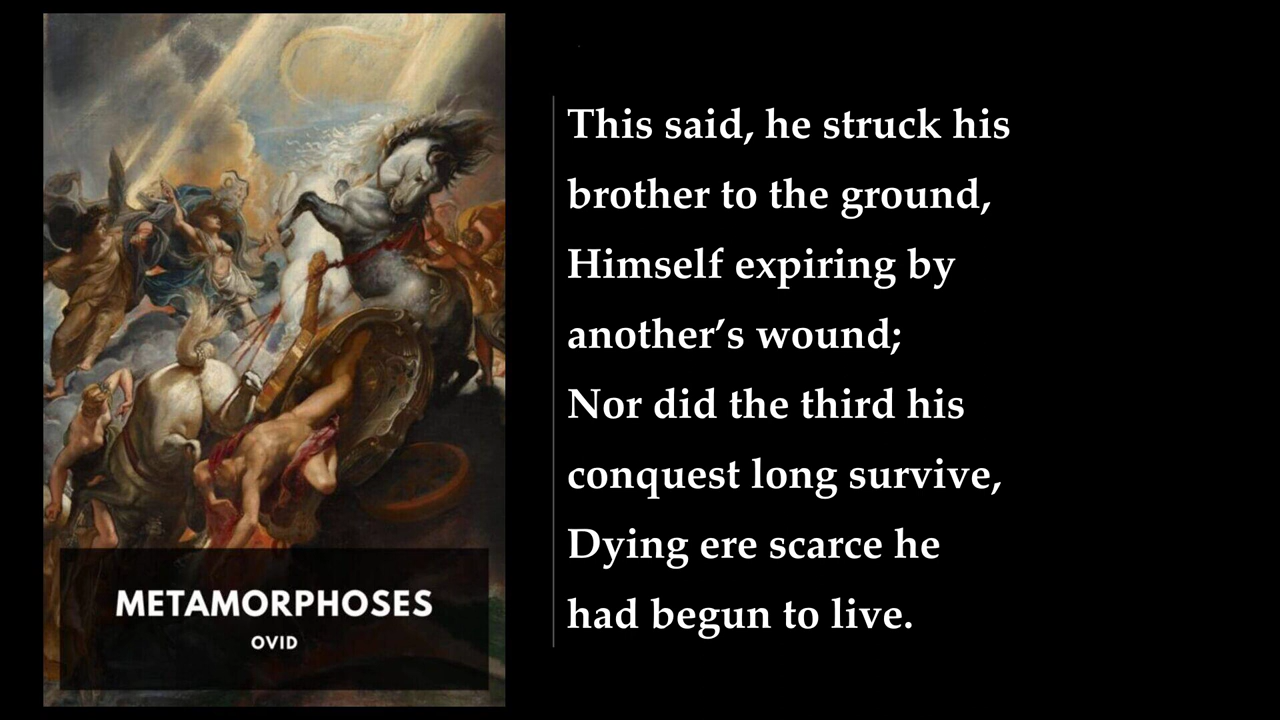 METAMORPHOSES
OVID
This said, he struck his
brother to the ground,
Himself expiring by
another’s wound;
Nor did the third his
conquest long survive,
Dying ere scarce he
had begun to live.